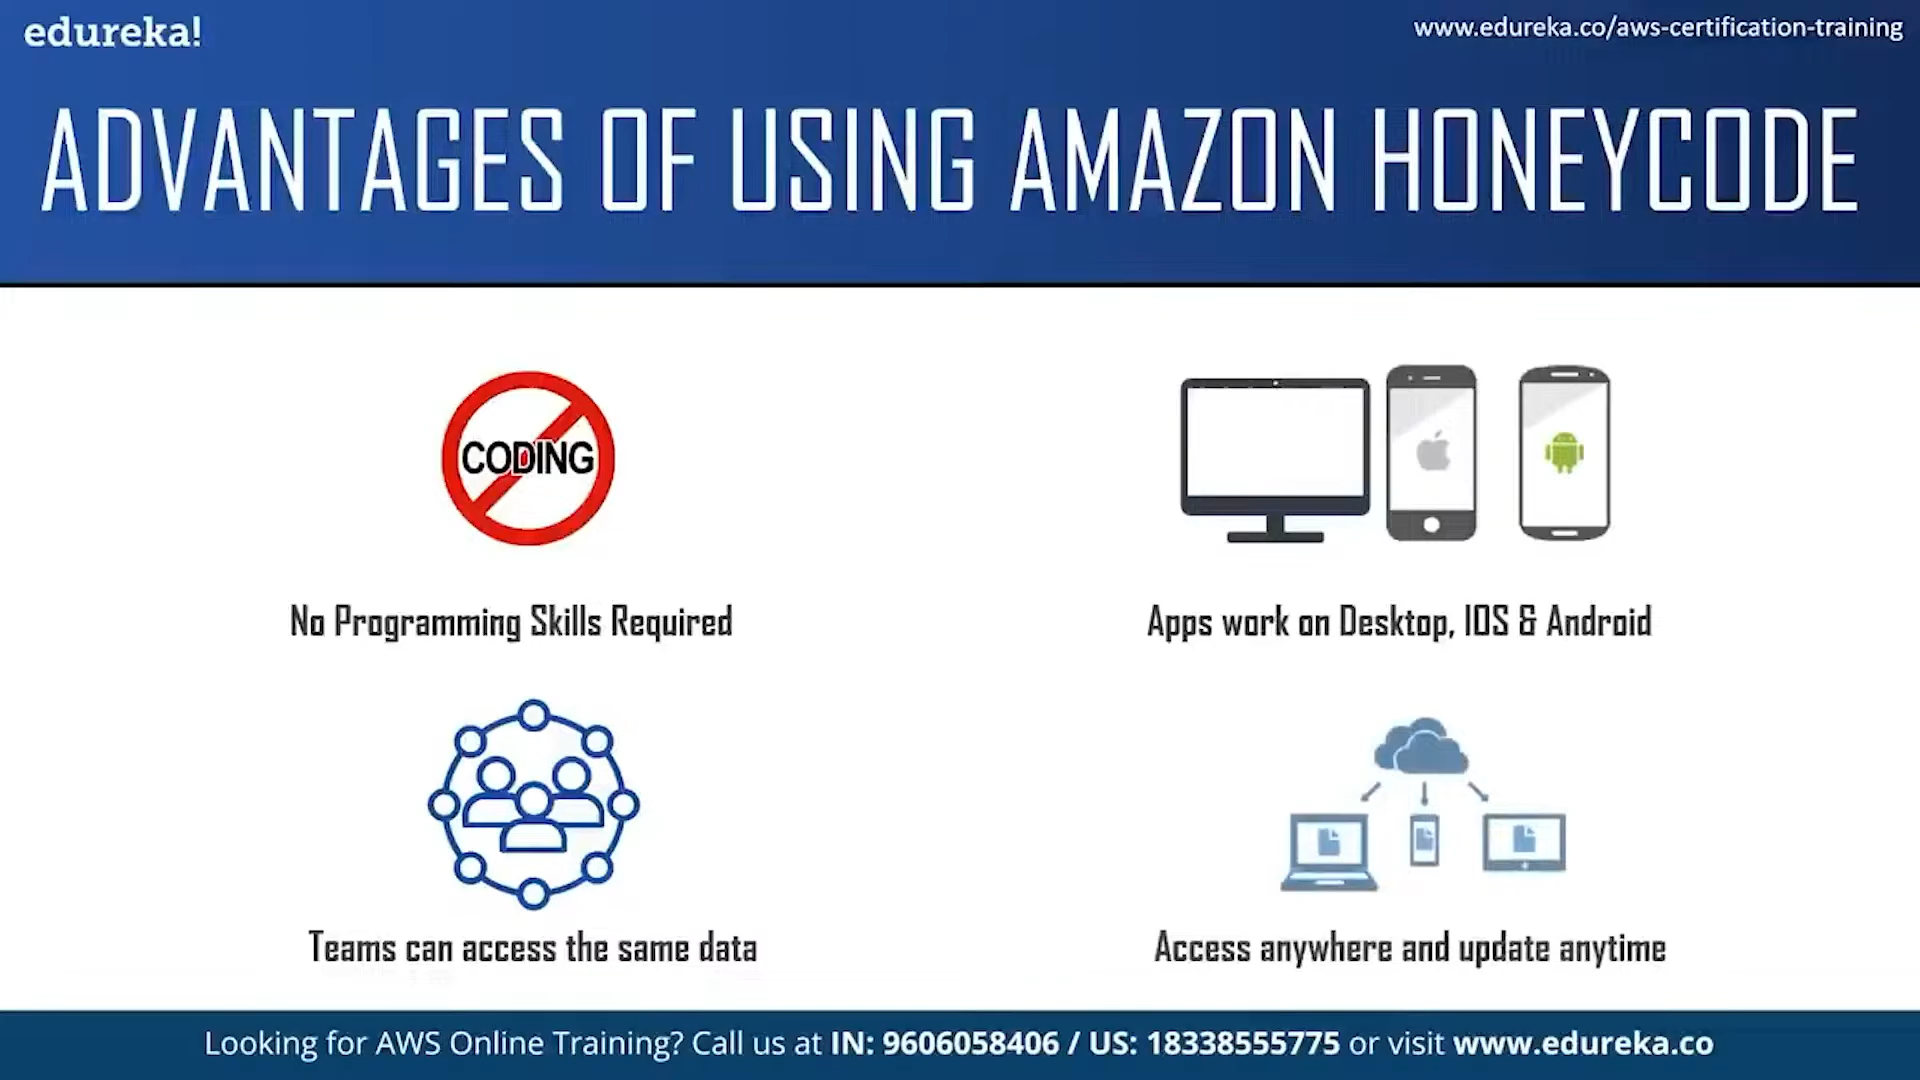 edureka!
www.edureka.co/aws-certification-training
ADVANTAGES OF USING AMAZON HONEYCODE
CODING
No Programming Skills Required
Apps work on Desktop, IOS & Android
Teams can access the same data
Access anywhere and update anytime
Looking for AWS Online Training? Call us at IN: 9606058406 / US: 18338555775 or visit www.edureka.co